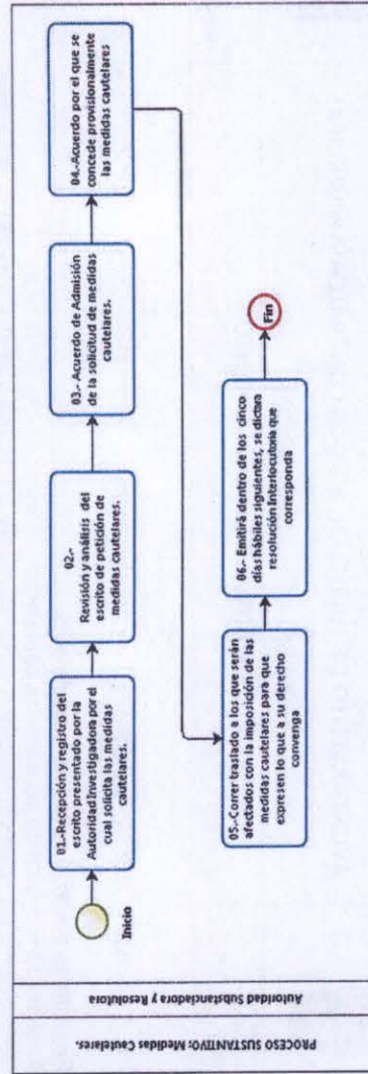 PROCESO SUSTANTIVO: Medidas Cautelares.
Autoridad Substanciadora y Resolutora
Inicio
01.-Recepción y registro del
escrito presentado por la
Autoridad Investigadora por el
cual solicita las medidas
cautelares.
02.-
Revisión y análisis del
escrito de petición de
medidas cautelares.
03.- Acuerdo de Admisión
de la solicitud de medidas
cautelares.
04.-Acuerdo por el que se
concede provisionalmente
las medidas cautelares
05.-Correr traslado a los que serán
afectados con la imposición de las
medidas cautelares para que
expresen lo que a su derecho
convenga
06.- Emitirá dentro de los cinco
días hábiles siguientes, se dictara
resolución Interlocutoria que
corresponda
Fin